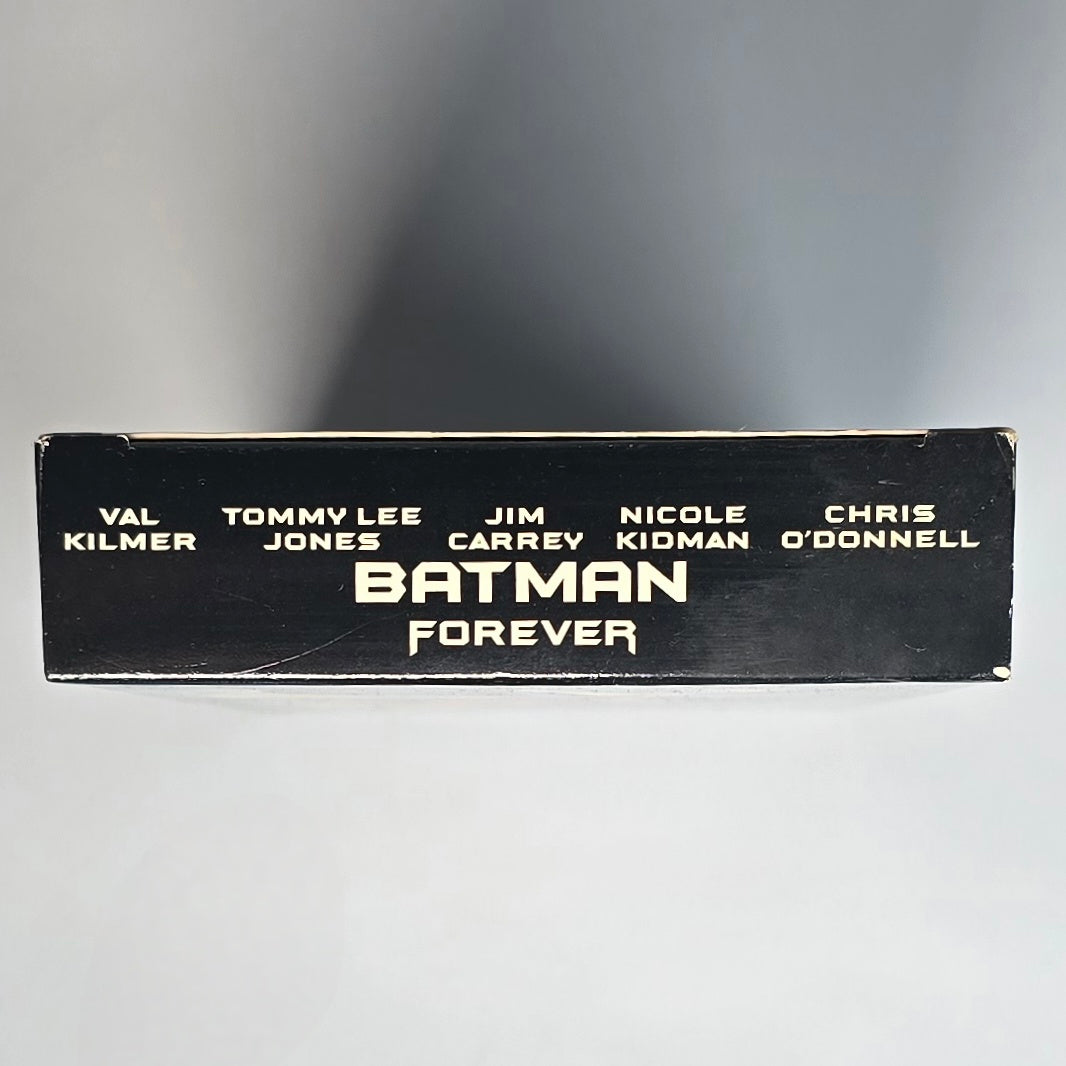 VAL KILMER
TOMMY LEE JONES
JIM CARREY
NICOLE KIDMAN
CHRIS O'DONNELL
BATMAN
FOREVER